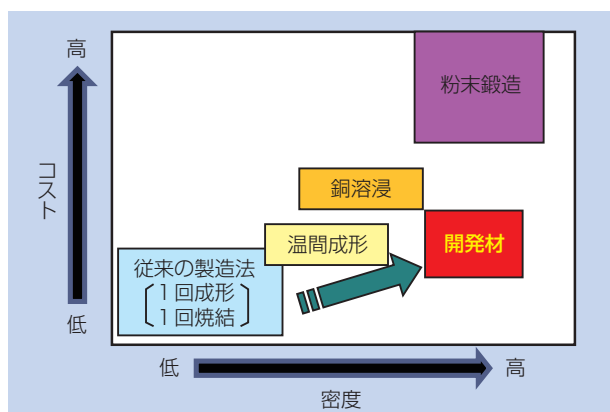 高
粉末鍛造
銅溶浸
コスト
温間成形
開発材
従来の製造法
１回成形
１回焼結
低
低
高
密度